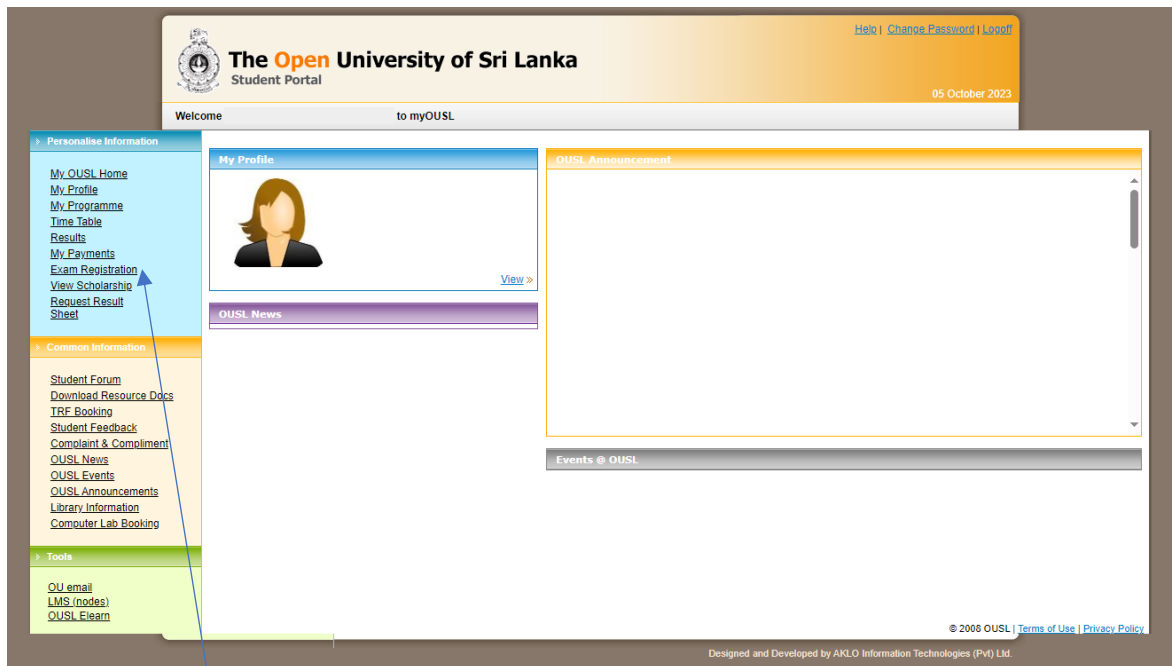 Help | Change Password | Logoff
The Open University of Sri Lanka
Student Portal
05 October 2023
Welcome to myOUSL
Personalise Information
My OUSL Home
My Profile
My Programme
Time Table
Results
My Payments
Exam Registration
View Scholarship
Request Result
Sheet
Common Information
Student Forum
Download Resource Docs
TRF Booking
Student Feedback
Complaint & Compliment
OUSL News
OUSL Events
OUSL Announcements
Library Information
Computer Lab Booking
Tools
OU email
LMS (nodes)
OUSL Elearn
My Profile
View »
OUSL News
OUSL Announcement
Events @ OUSL
© 2008 OUSL | Terms of Use | Privacy Policy
Designed and Developed by AKLO Information Technologies (Pvt) Ltd.